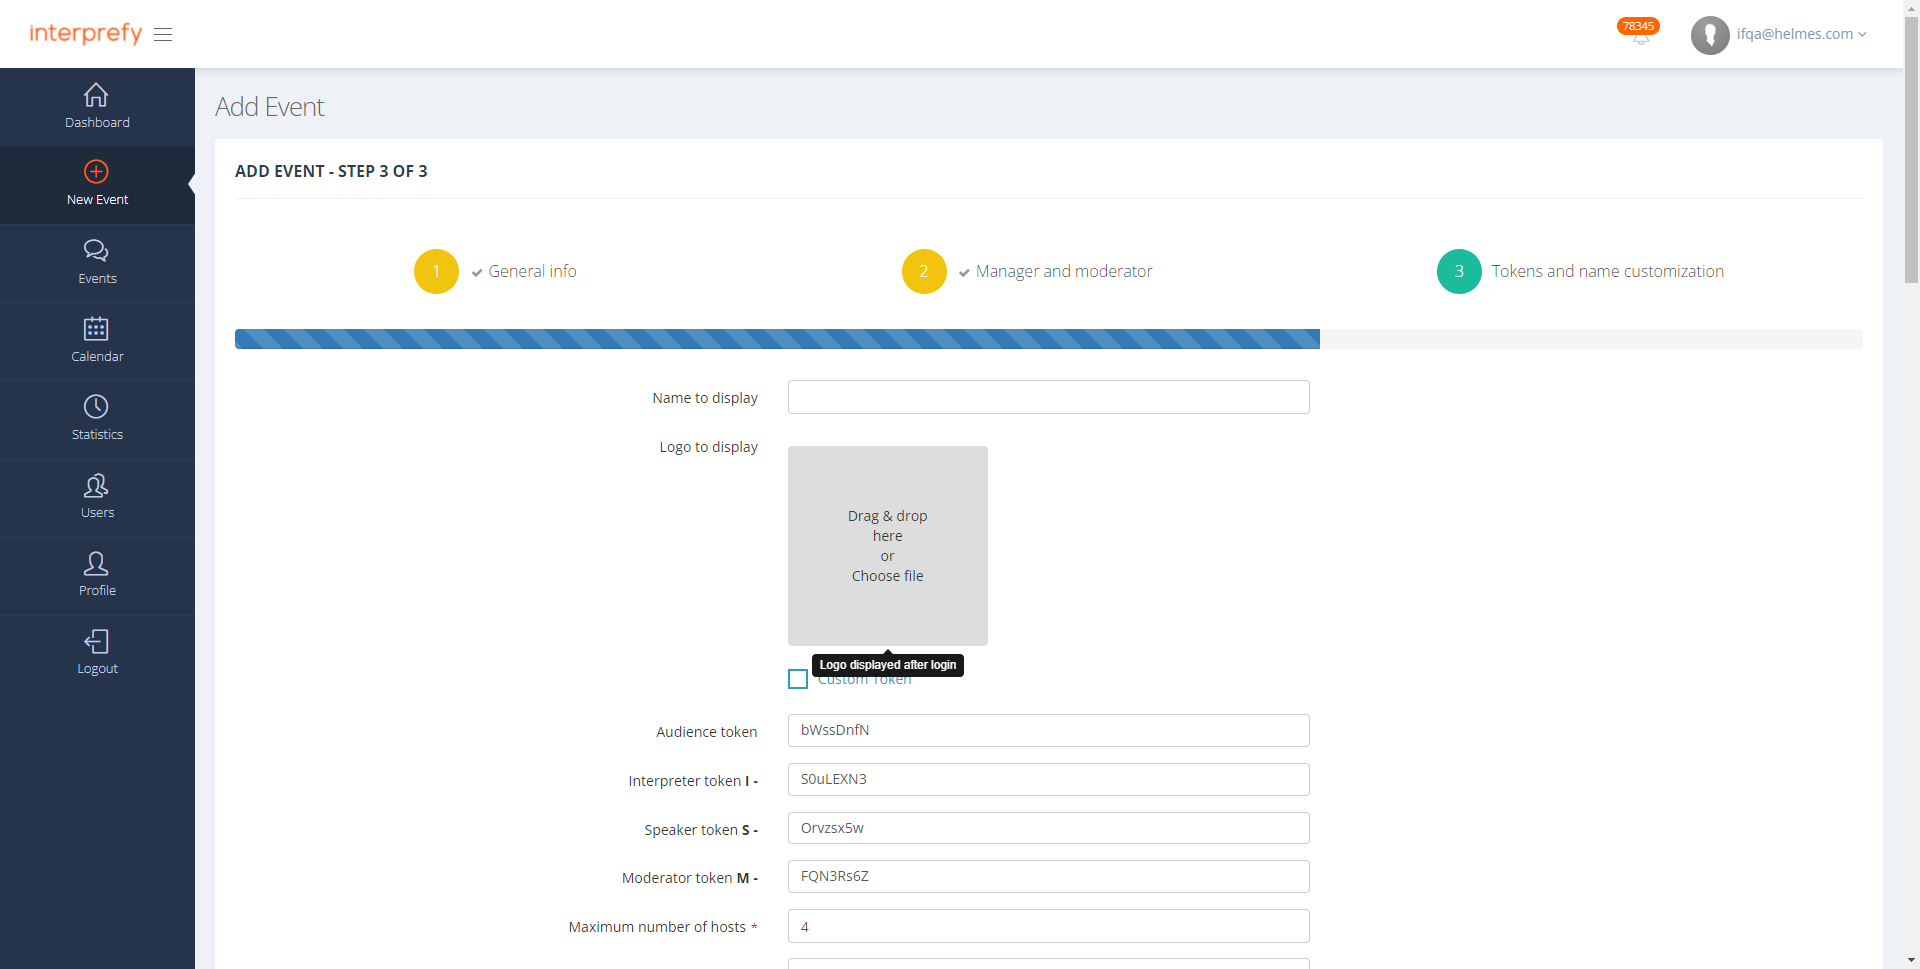 interprefy
78345
ifqa@helmes.com
Dashboard
New Event
Events
Calendar
Statistics
Users
Profile
Logout
Add Event
ADD EVENT - STEP 3 OF 3
1 General info
2 Manager and moderator
3 Tokens and name customization
Name to display
Logo to display
Drag & drop
here
or
Choose file
Logo displayed after login
Custom Token
Audience token bWssDnfN
Interpreter token I - S0uLEXN3
Speaker token S - Orvzsx5w
Moderator token M - FQN3Rs6Z
Maximum number of hosts * 4